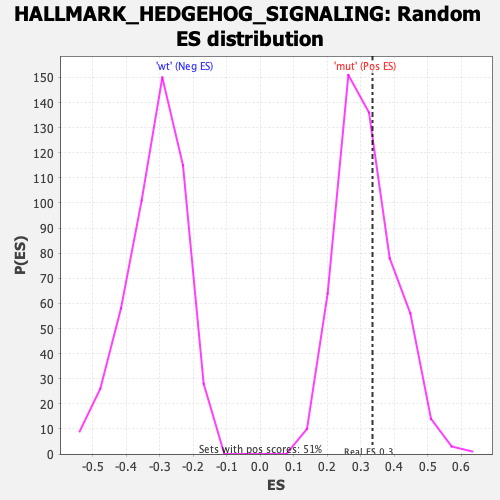 HALLMARK_HEDGEHOG_SIGNALING: Random
ES distribution
'wt' (Neg ES) 'mut' (Pos ES)
150
140
130
120
110
100
90
80
70
60
50
40
30
20
10
0
P(ES)
Sets with pos scores: 51%
Real ES 0.3
-0.5 -0.4 -0.3 -0.2 -0.1 0.0 0.1 0.2 0.3 0.4 0.5 0.6
ES